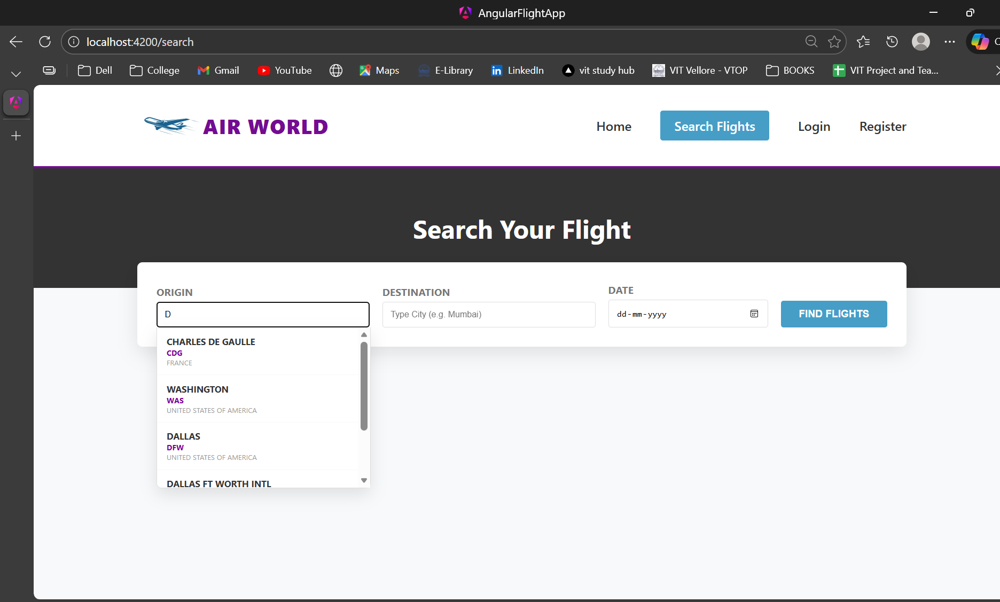 AngularFlightApp
localhost:4200/search
Dell College Gmail YouTube Maps E-Library LinkedIn vit study hub VIT Vellore - VTOP BOOKS VIT Project and Tea...
AIR WORLD
Home Search Flights Login Register
Search Your Flight
ORIGIN DESTINATION DATE
D Type City (e.g. Mumbai) dd-mm-yyyy FIND FLIGHTS
CHARLES DE GAULLE
CDG
FRANCE
WASHINGTON
WAS
UNITED STATES OF AMERICA
DALLAS
DFW
UNITED STATES OF AMERICA
DALLAS FT WORTH INTL